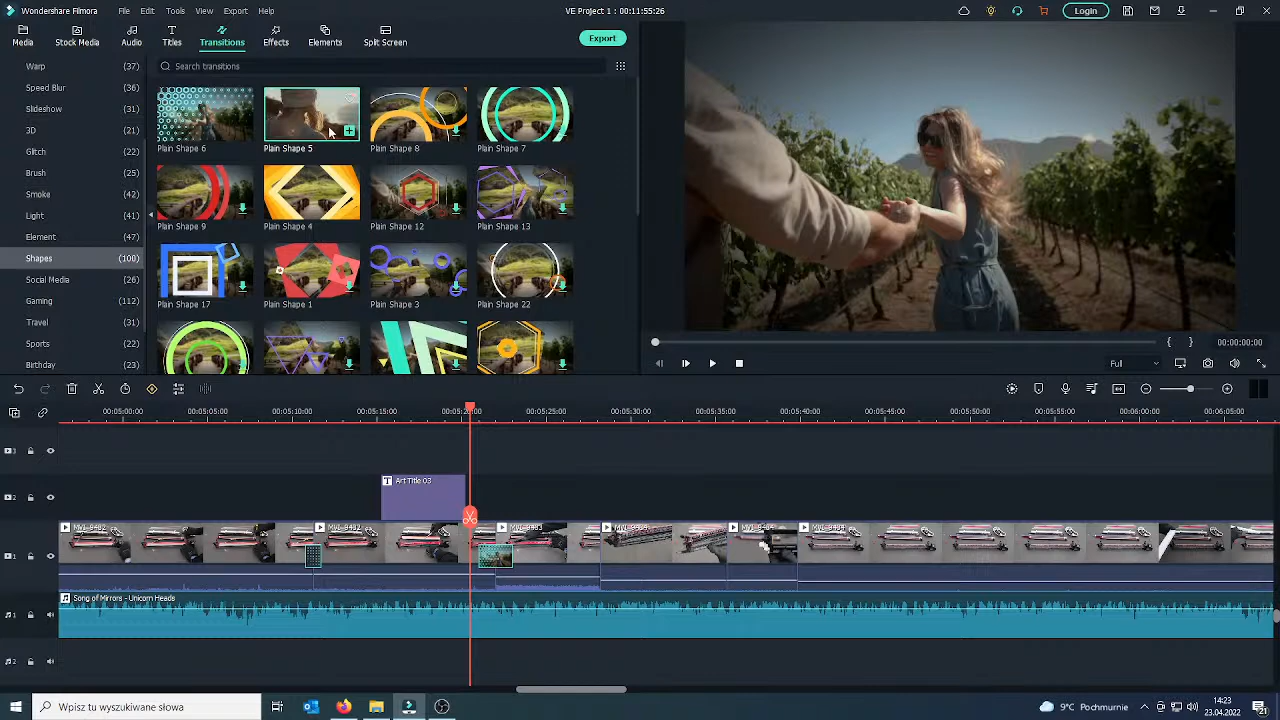 Wondershare Filmora
File Edit Tools View Export Help
VE Project 1 : 00:11:55:26
Login
Media Stock Media Audio Titles Transitions Effects Elements Split Screen
Export
Search transitions
Warp (37)
Speed Blur (36)
Slideshow (31)
3D (21)
Glitch (22)
Brush (25)
Smoke (43)
Light (41)
Element (47)
Shapes (100)
Social Media (26)
Gaming (112)
Travel (31)
Sports (22)
Birthday (23)
Plain Shape 6 Plain Shape 5 Plain Shape 8 Plain Shape 7
Plain Shape 9 Plain Shape 4 Plain Shape 12 Plain Shape 13
Plain Shape 17 Plain Shape 1 Plain Shape 3 Plain Shape 22
00:00:00:00
Full
00:05:00:00 00:05:05:00 00:05:10:00 00:05:15:00 00:05:20:00 00:05:25:00 00:05:30:00 00:05:35:00 00:05:40:00 00:05:45:00 00:05:50:00 00:05:55:00 00:06:00:00 00:06:05:00
3
2
Art Title 03
1
1
Song of Mirrors - Unicorn Heads
2
Wpisz tu wyszukiwane słowa
9°C Pochmurnie
14:23
23.04.2022